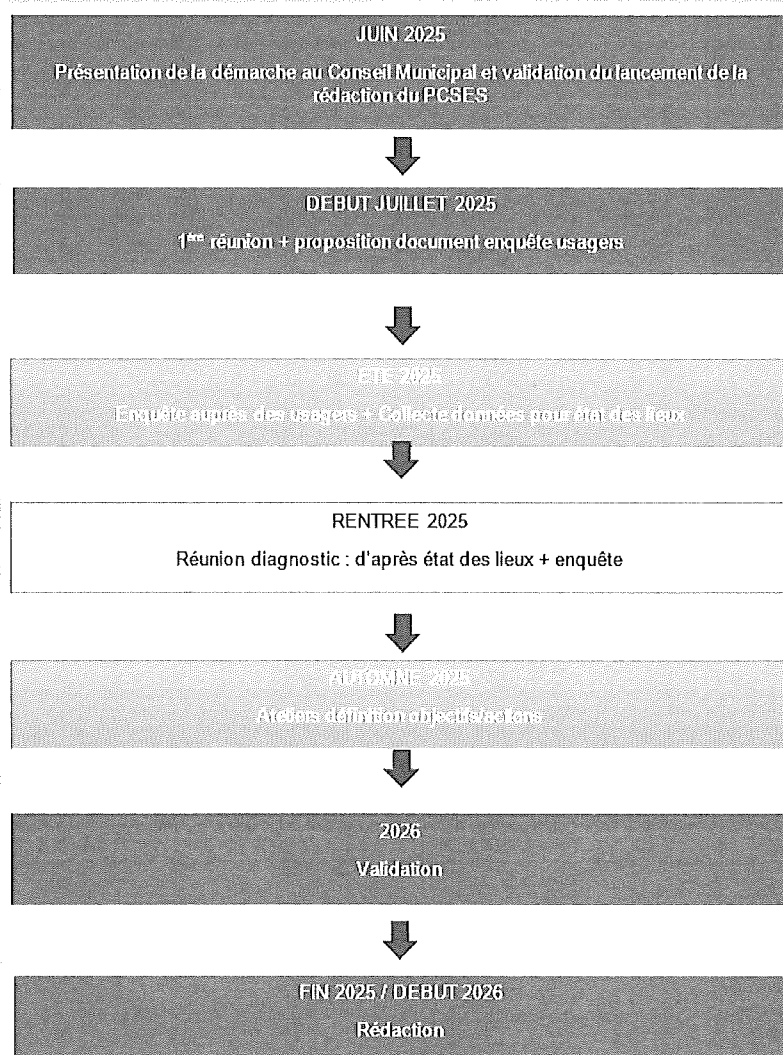 JUIN 2025
Présentation de la démarche au Conseil Municipal et validation du lancement de la
rédaction du PCSES
DEBUT JUILLET 2025
1ère réunion + proposition document enquête usagers
ETE 2025
Enquête auprès des usagers + Collecte données pour état des lieux
RENTREE 2025
Réunion diagnostic : d'après état des lieux + enquête
AUTOMNE 2025
Ateliers définition objectifs/actions
2026
Validation
FIN 2025 / DEBUT 2026
Rédaction